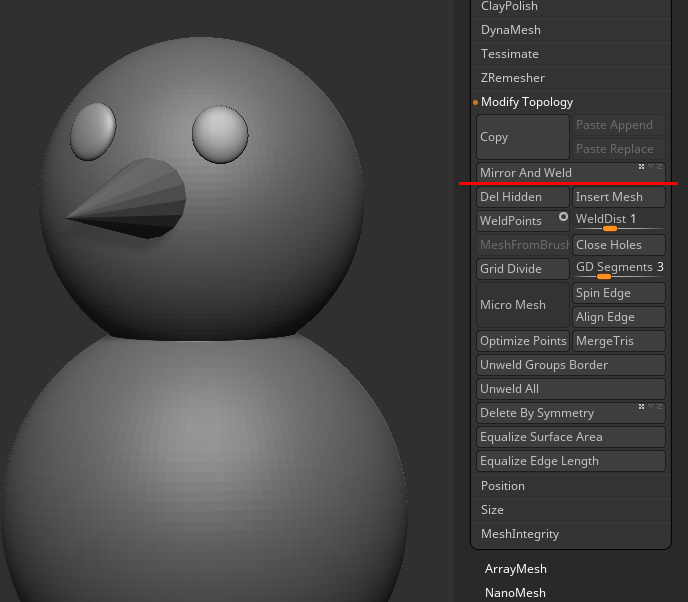 ClayPolish
DynaMesh
Tessimate
ZRemesher
Modify Topology
Copy
Paste Append
Paste Replace
Mirror And Weld
Del Hidden
Insert Mesh
WeldPoints
WeldDist 1
MeshFromBrush
Close Holes
Grid Divide
GD Segments 3
Micro Mesh
Spin Edge
Align Edge
Optimize Points
MergeTris
Unweld Groups Border
Unweld All
Delete By Symmetry
Equalize Surface Area
Equalize Edge Length
Position
Size
MeshIntegrity
ArrayMesh
NanoMesh